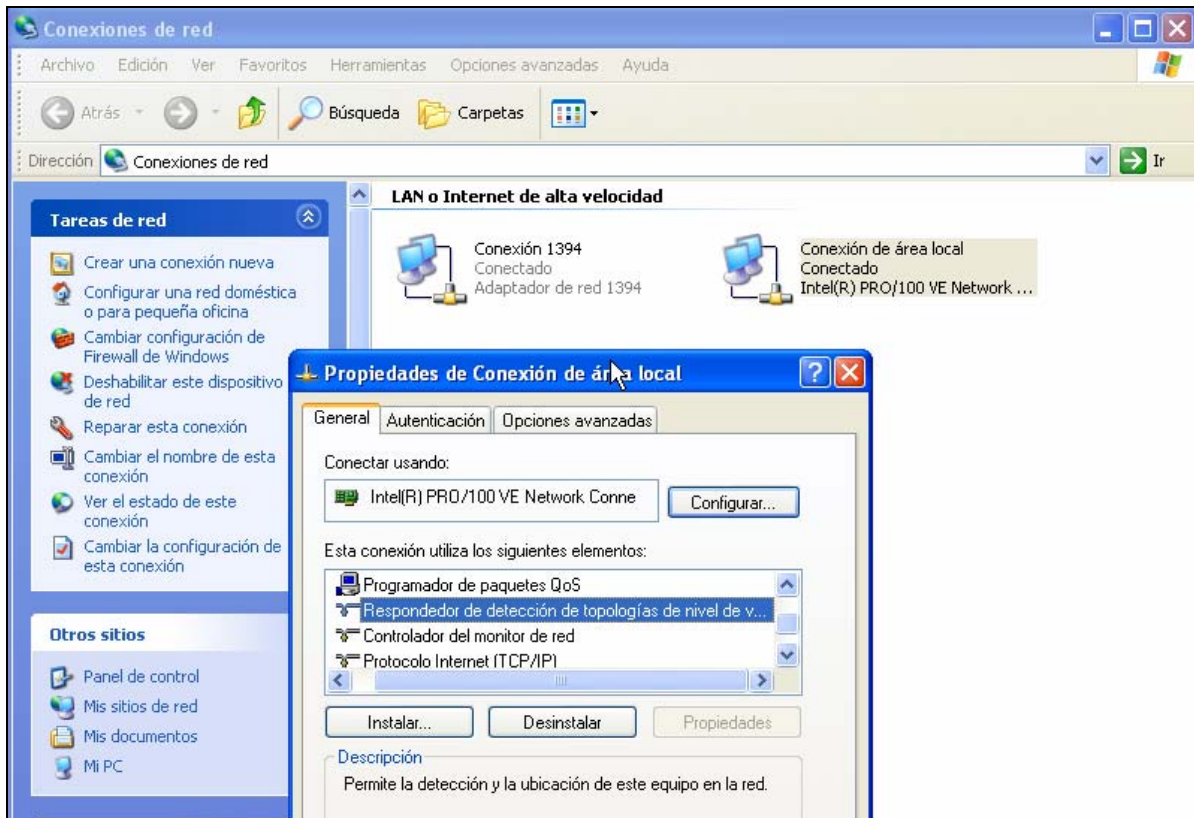 Conexiones de red
Archivo Edición Ver Favoritos Herramientas Opciones avanzadas Ayuda
Atrás Búsqueda Carpetas
Dirección Conexiones de red Ir
Tareas de red
Crear una conexión nueva
Configurar una red doméstica
o para pequeña oficina
Cambiar configuración de
Firewall de Windows
Deshabilitar este dispositivo
de red
Reparar esta conexión
Cambiar el nombre de esta
conexión
Ver el estado de este
conexión
Cambiar la configuración de
esta conexión
Otros sitios
Panel de control
Mis sitios de red
Mis documentos
Mi PC
LAN o Internet de alta velocidad
Conexión 1394
Conectado
Adaptador de red 1394
Conexión de área local
Conectado
Intel(R) PRO/100 VE Network ...
Propiedades de Conexión de área local
General Autenticación Opciones avanzadas
Conectar usando:
Intel(R) PRO/100 VE Network Conne Configurar...
Esta conexión utiliza los siguientes elementos:
Programador de paquetes QoS
Respondedor de detección de topologías de nivel de v...
Controlador del monitor de red
Protocolo Internet (TCP/IP)
Instalar... Desinstalar Propiedades
Descripción
Permite la detección y la ubicación de este equipo en la red.